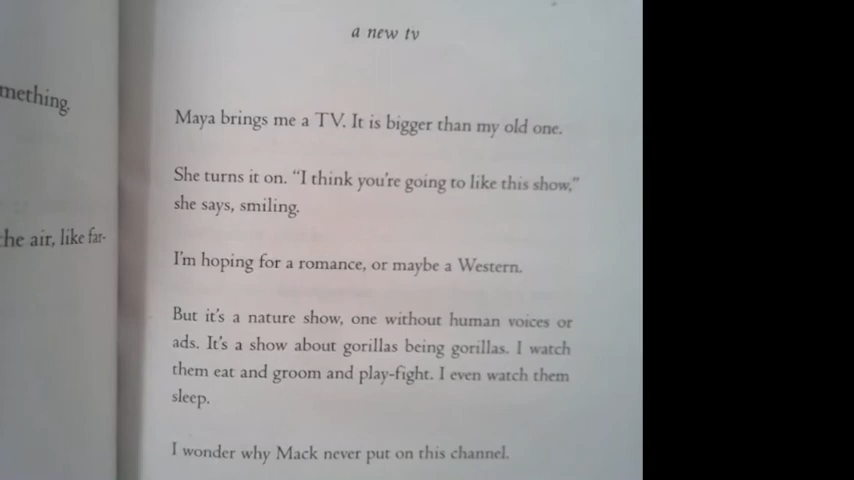 mething.
he air, like far-
a new tv
Maya brings me a TV. It is bigger than my old one.
She turns it on. “I think you’re going to like this show,”
she says, smiling.
I’m hoping for a romance, or maybe a Western.
But it’s a nature show, one without human voices or
ads. It’s a show about gorillas being gorillas. I watch
them eat and groom and play-fight. I even watch them
sleep.
I wonder why Mack never put on this channel.